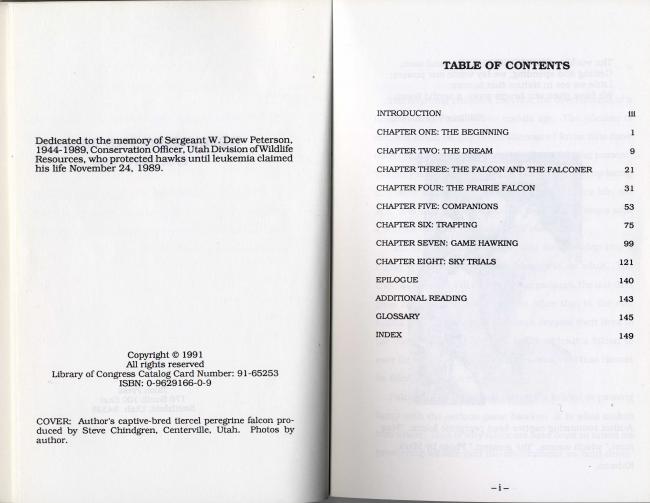 Dedicated to the memory of Sergeant W. Drew Peterson,
1944-1989, Conservation Officer, Utah Division of Wildlife
Resources, who protected hawks until leukemia claimed
his life November 24, 1989.
Copyright © 1991
All rights reserved
Library of Congress Catalog Card Number: 91-65253
ISBN: 0-9629166-0-9
COVER: Author's captive-bred tiercel peregrine falcon pro-
duced by Steve Chindgren, Centerville, Utah. Photos by
author.
TABLE OF CONTENTS
INTRODUCTION iii
CHAPTER ONE: THE BEGINNING 1
CHAPTER TWO: THE DREAM 9
CHAPTER THREE: THE FALCON AND THE FALCONER 21
CHAPTER FOUR: THE PRAIRIE FALCON 31
CHAPTER FIVE: COMPANIONS 53
CHAPTER SIX: TRAPPING 75
CHAPTER SEVEN: GAME HAWKING 99
CHAPTER EIGHT: SKY TRIALS 121
EPILOGUE 140
ADDITIONAL READING 143
GLOSSARY 145
INDEX 149
–i–